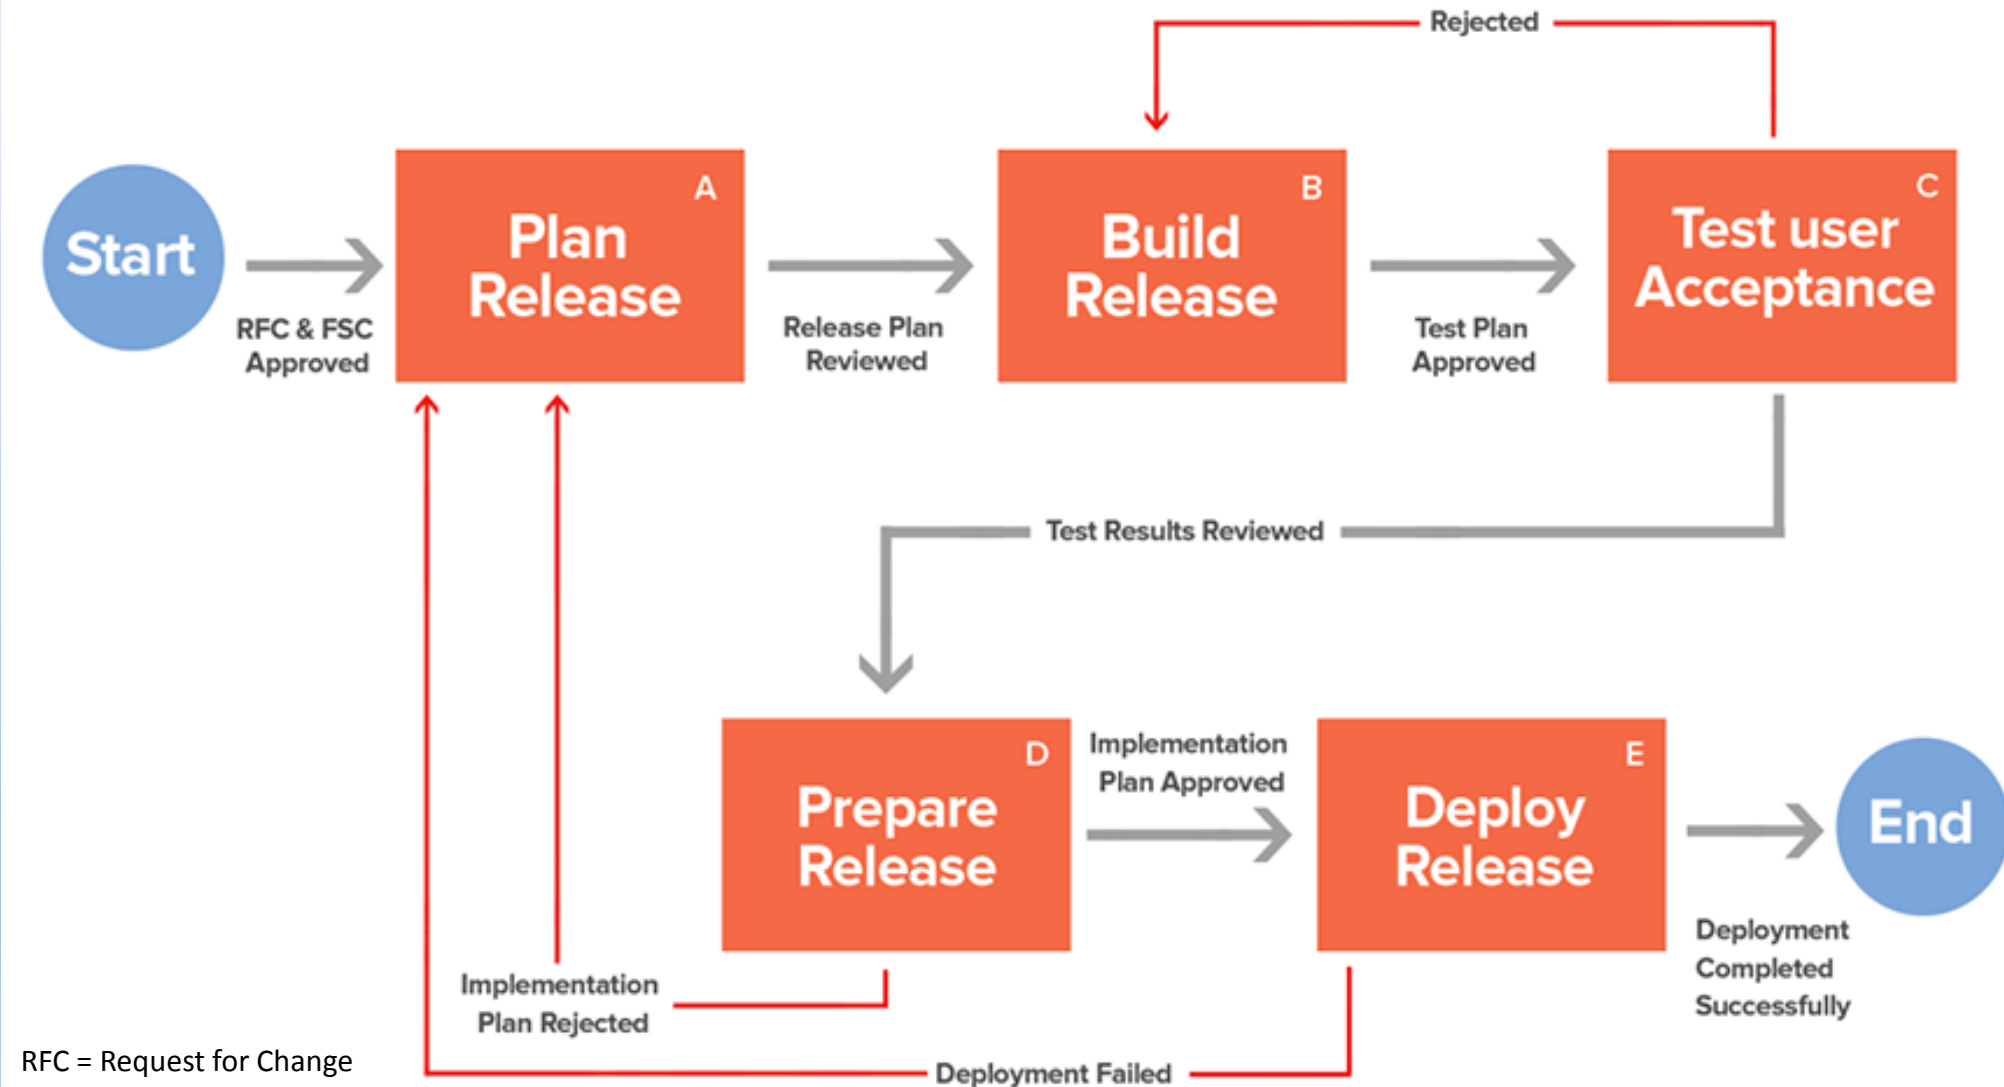 Rejected
Start
RFC & FSC
Approved
A
Plan
Release
Release Plan
Reviewed
B
Build
Release
Test Plan
Approved
C
Test user
Acceptance
Test Results Reviewed
D
Prepare
Release
Implementation
Plan Approved
E
Deploy
Release
End
Deployment
Completed
Successfully
Implementation
Plan Rejected
Deployment Failed
RFC = Request for Change